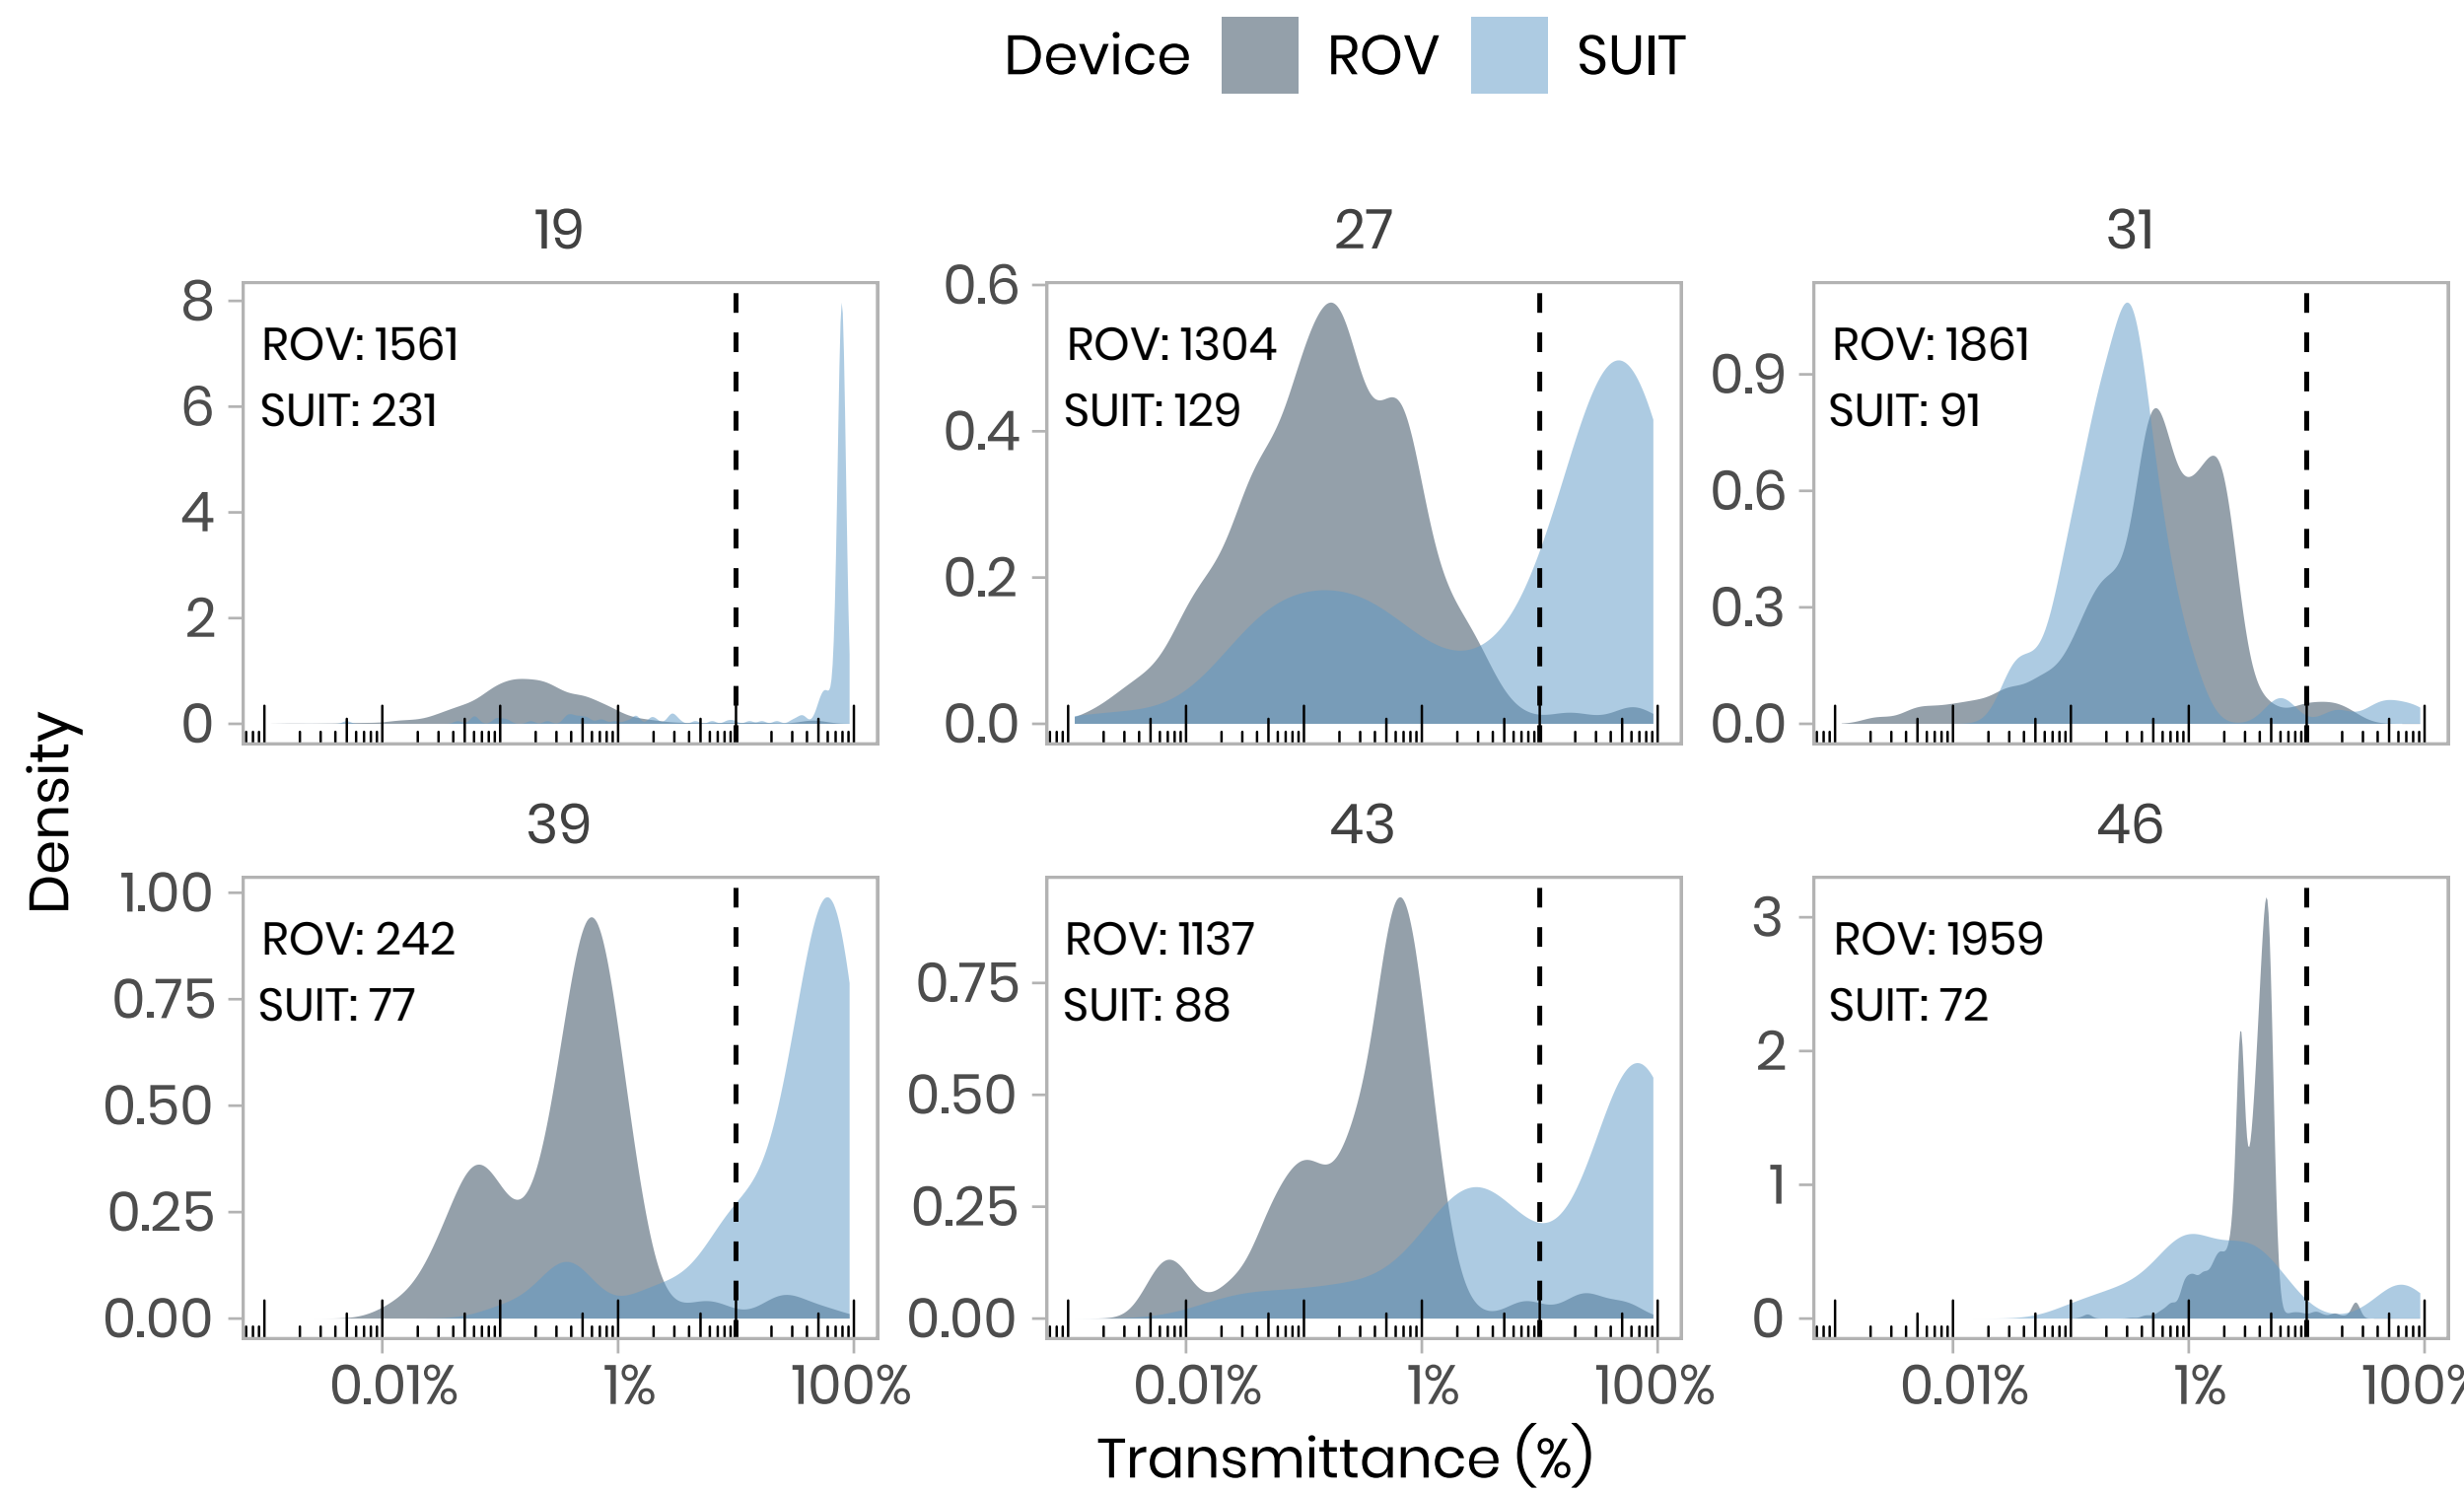 Device ROV SUIT
19 27 31
8
6
4
2
0
ROV: 1561
SUIT: 231
0.6
0.4
0.2
0.0
ROV: 1304
SUIT: 129
0.9
0.6
0.3
0.0
ROV: 1861
SUIT: 91
Density
39 43 46
1.00
0.75
0.50
0.25
0.00
ROV: 242
SUIT: 77
0.75
0.50
0.25
0.00
ROV: 1137
SUIT: 88
3
2
1
0
ROV: 1959
SUIT: 72
0.01% 1% 100% 0.01% 1% 100% 0.01% 1% 100%
Transmittance (%)